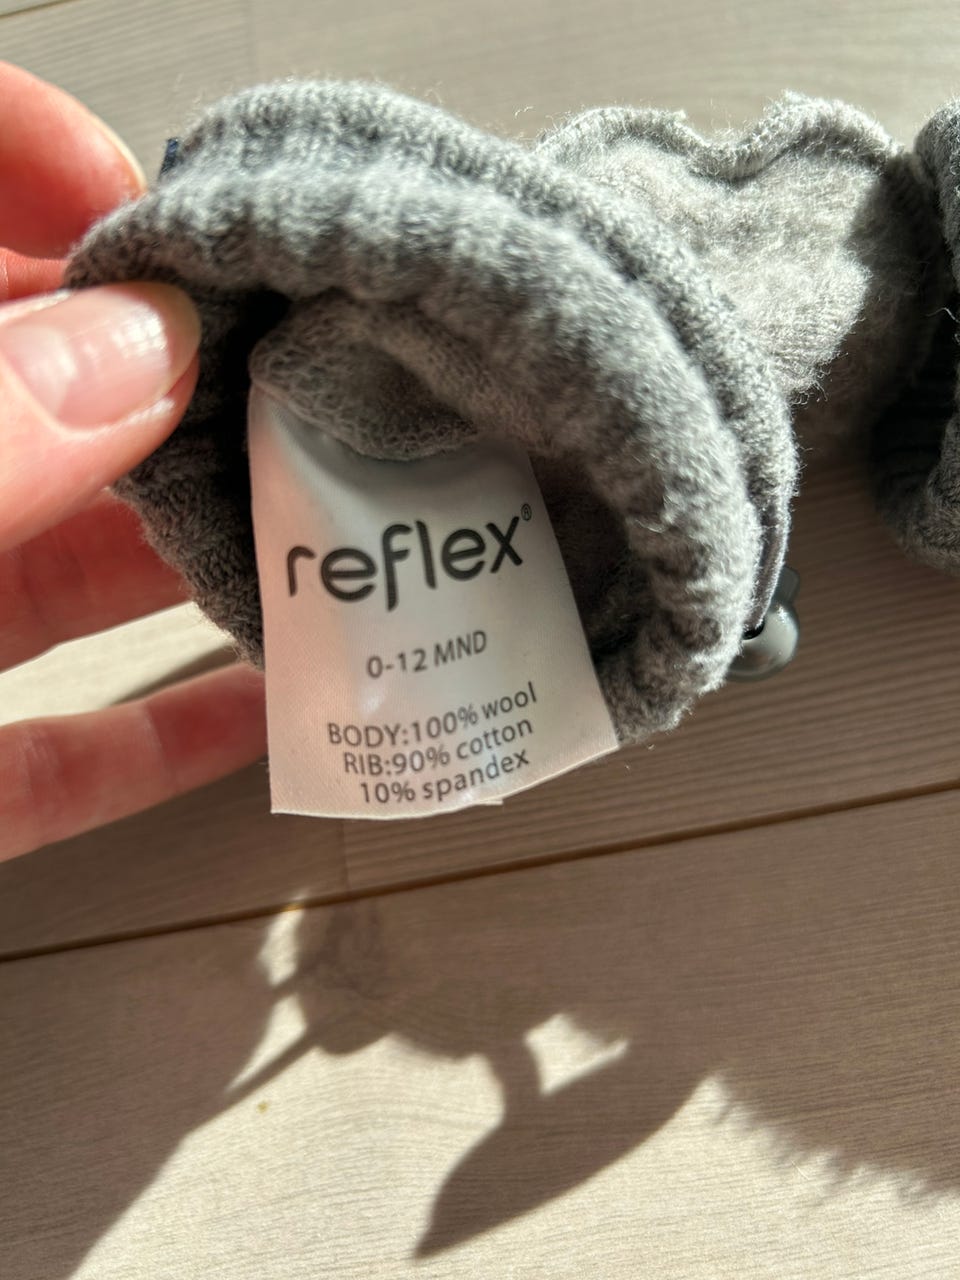 reflex®
0-12 MND
BODY:100% wool
RIB:90% cotton
10% spandex